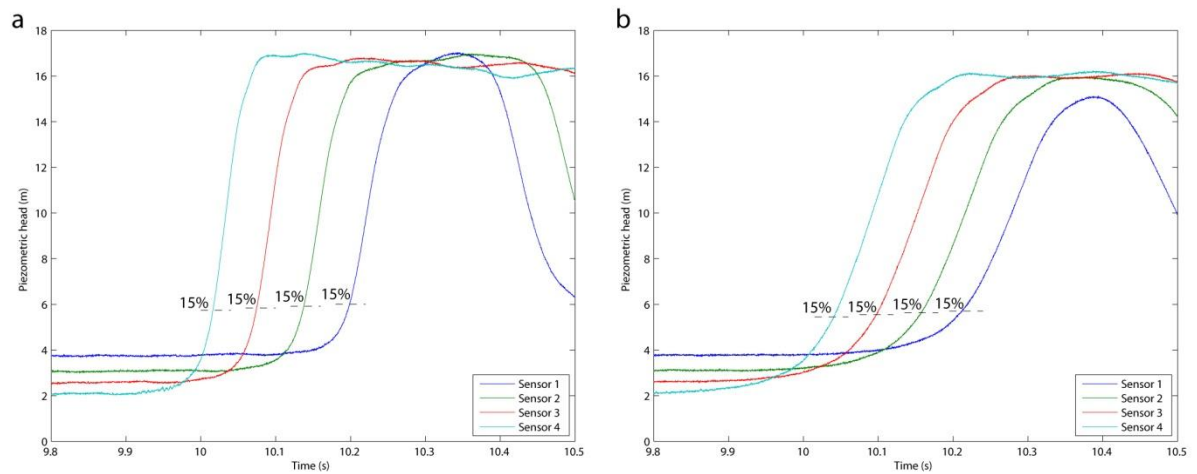 a
18
16
14
12
10
8
6
4
2
0
Piezometric head (m)
15% 15% 15% 15%
Sensor 1
Sensor 2
Sensor 3
Sensor 4
9.8 9.9 10 10.1 10.2 10.3 10.4 10.5
Time (s)
b
18
16
14
12
10
8
6
4
2
0
Piezometric head (m)
15% 15% 15% 15%
Sensor 1
Sensor 2
Sensor 3
Sensor 4
9.8 9.9 10 10.1 10.2 10.3 10.4 10.5
Time (s)